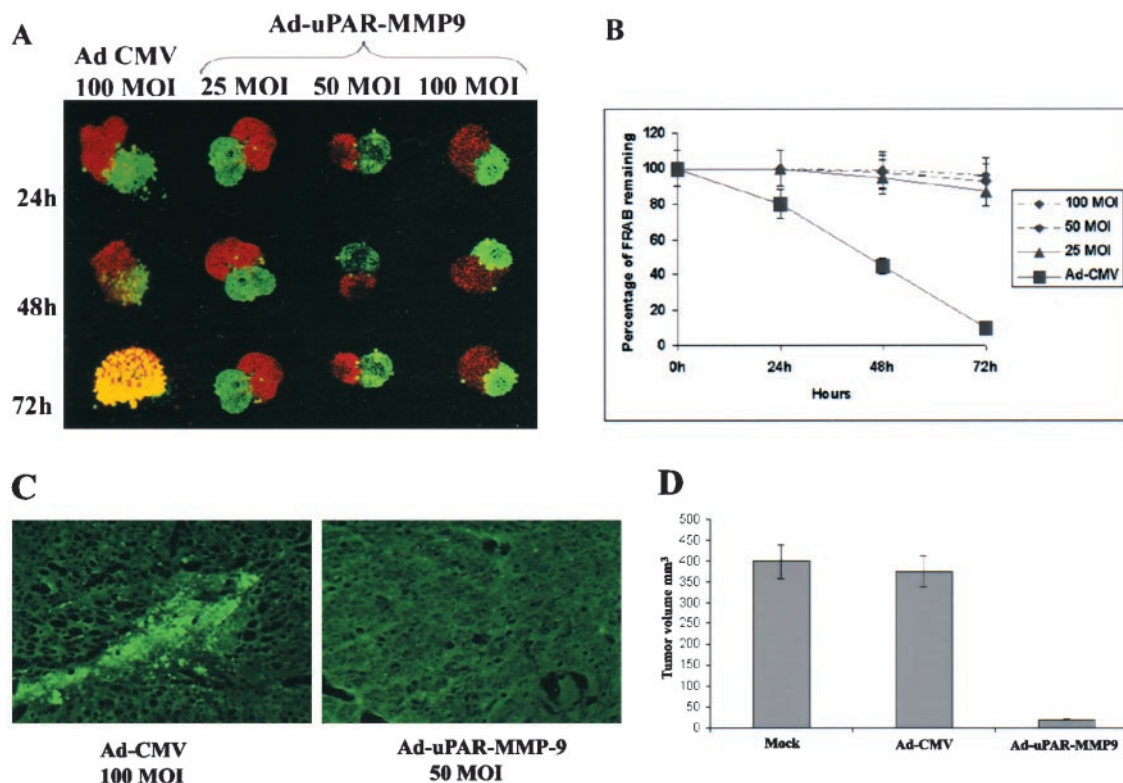 A
Ad-uPAR-MMP9
Ad CMV
100 MOI
25 MOI
50 MOI
100 MOI
24h
48h
72h
B
Percentage of FRAB remaining
120
100
80
60
40
20
0
0h
24h
48h
72h
Hours
100 MOI
50 MOI
25 MOI
Ad-CMV
C
Ad-CMV
100 MOI
Ad-uPAR-MMP-9
50 MOI
D
Tumor volume mm³
500
450
400
350
300
250
200
150
100
50
0
Mock
Ad-CMV
Ad-uPAR-MMP9